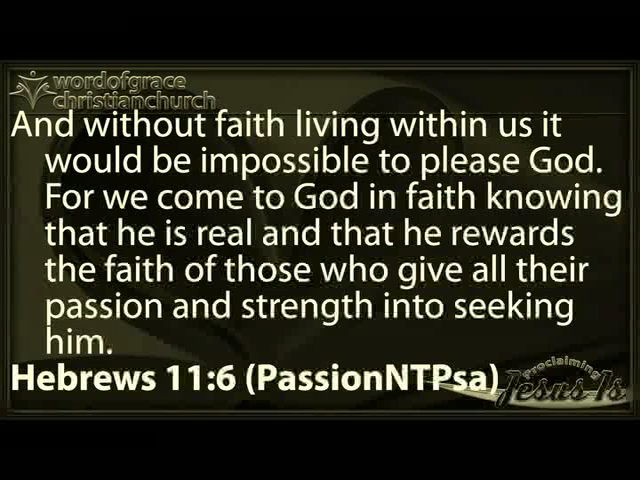 wordofgrace
christianchurch
And without faith living within us it
would be impossible to please God.
For we come to God in faith knowing
that he is real and that he rewards
the faith of those who give all their
passion and strength into seeking
him.
Hebrews 11:6 (PassionNTPsa)
proclaiming
Jesus Is